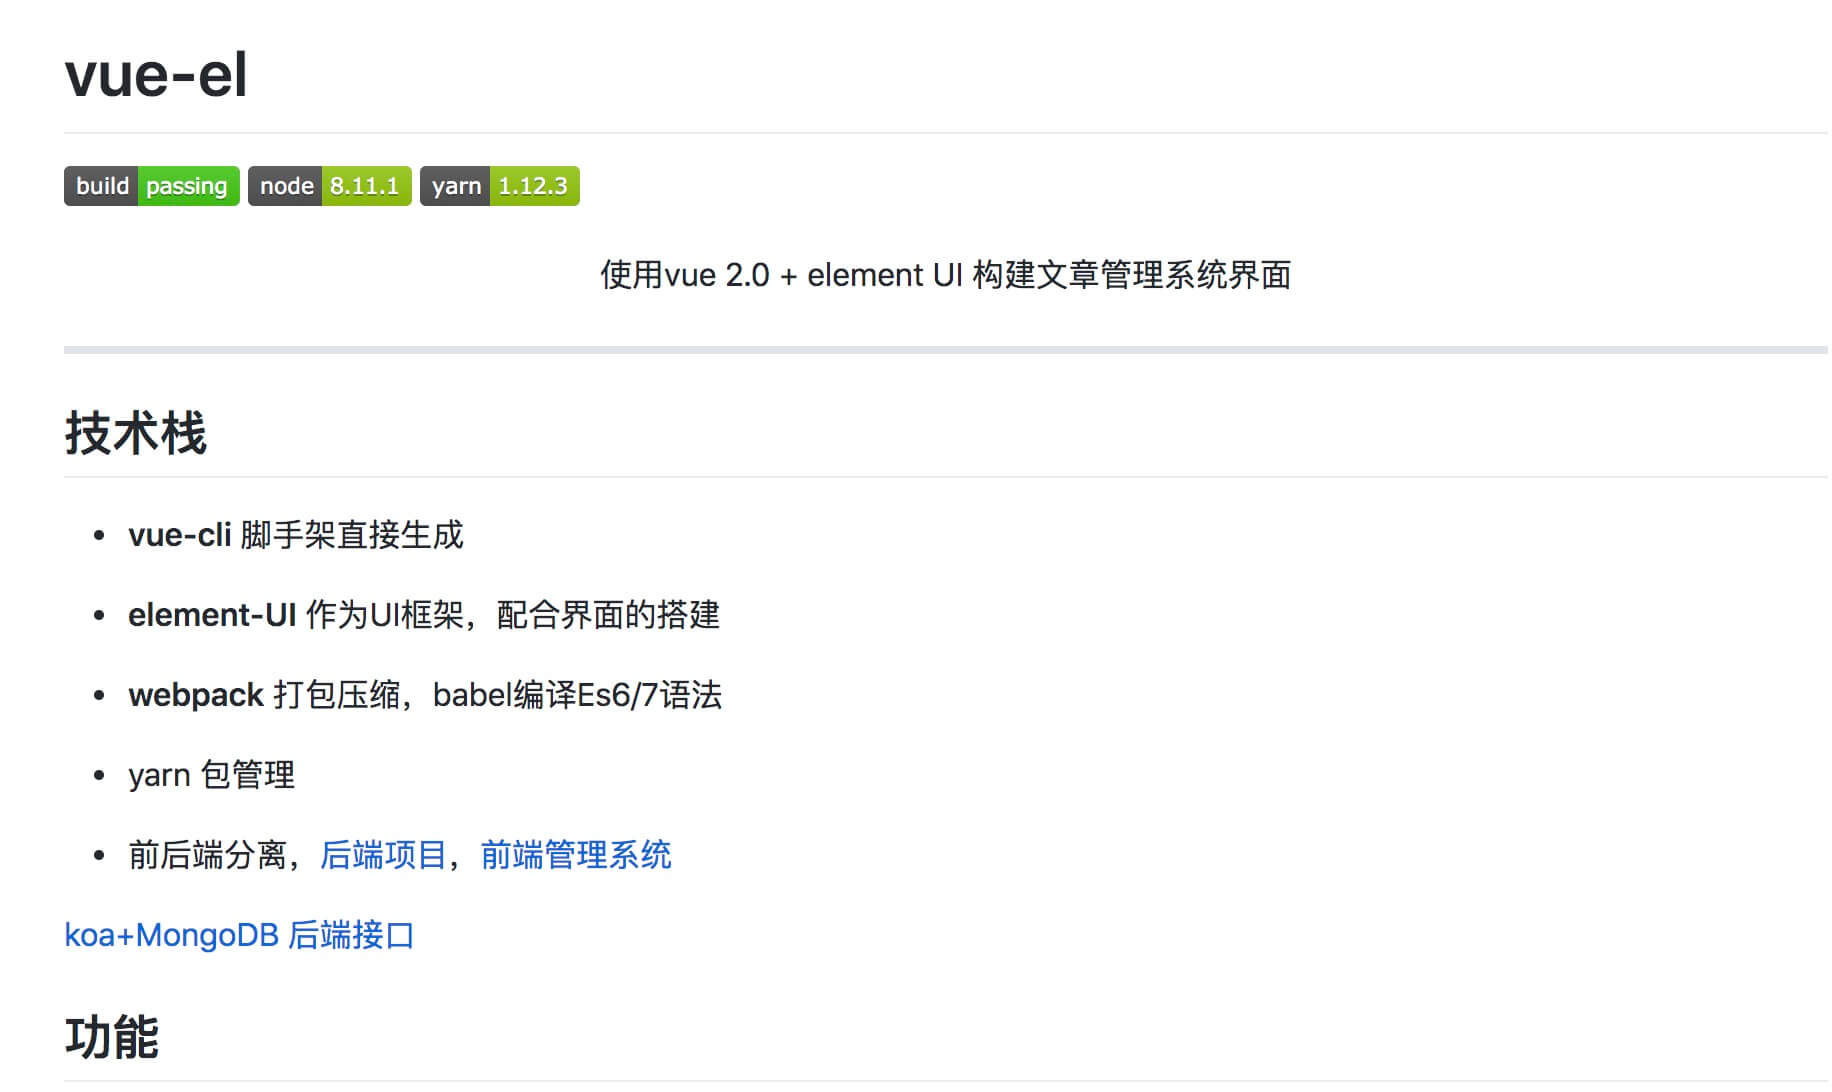 vue-el
build passing node 8.11.1 yarn 1.12.3
使用vue 2.0 + element UI 构建文章管理系统界面
技术栈
• vue-cli 脚手架直接生成
• element-UI 作为UI框架，配合界面的搭建
• webpack 打包压缩，babel编译Es6/7语法
• yarn 包管理
• 前后端分离，后端项目，前端管理系统
koa+MongoDB 后端接口
功能